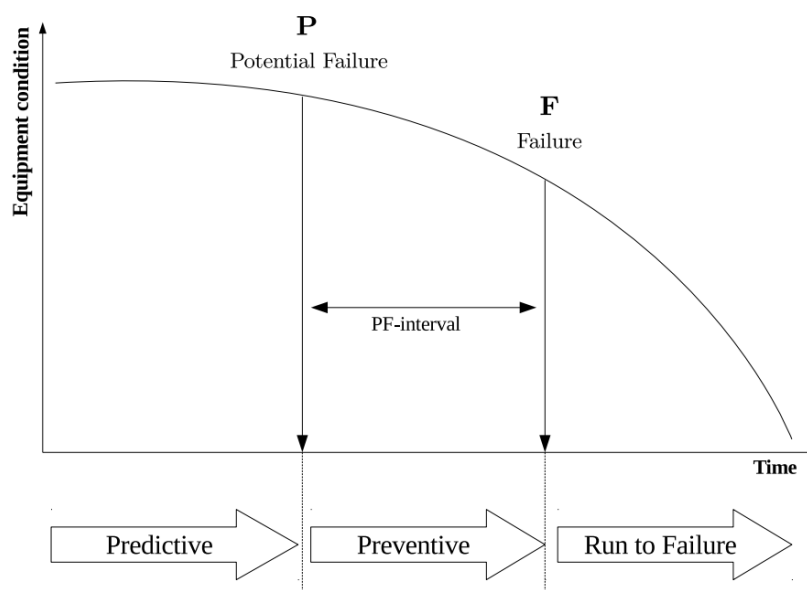 P
Potential Failure
F
Failure
Equipment condition
PF-interval
Time
Predictive
Preventive
Run to Failure